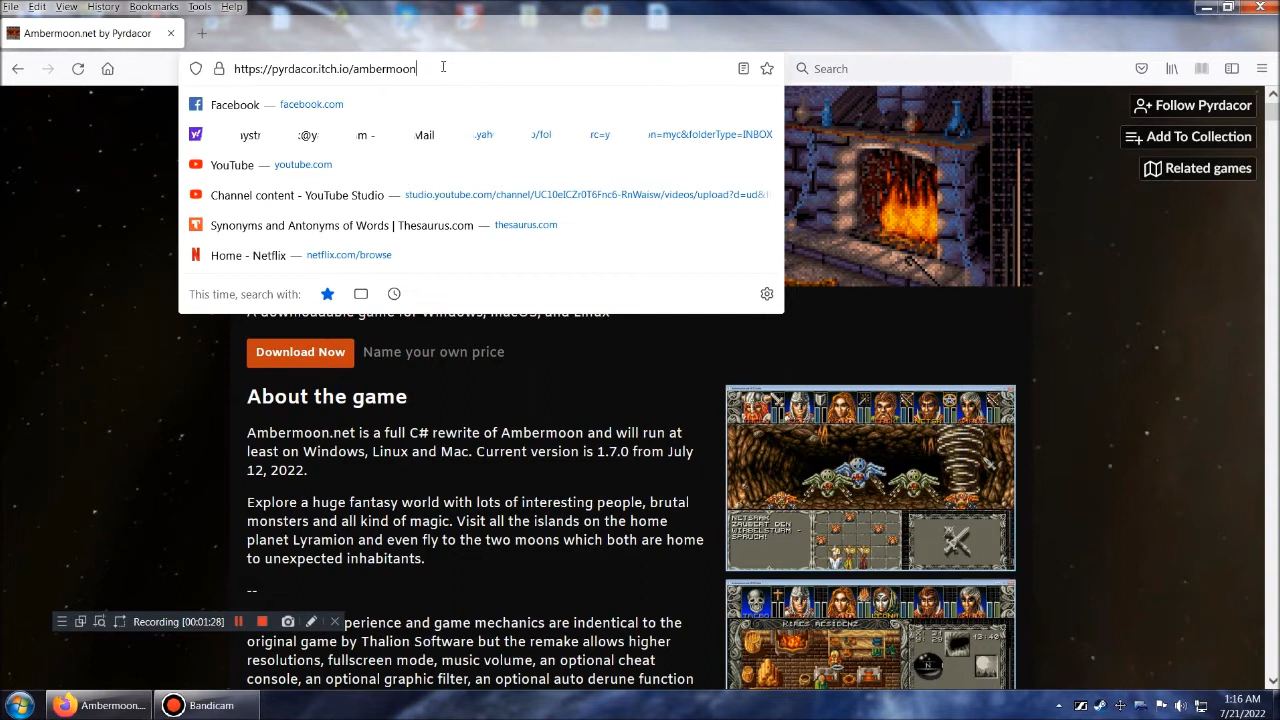 File Edit View History Bookmarks Tools Help
Ambermoon.net by Pyrdacor
https://pyrdacor.itch.io/ambermoon
Search
Facebook — facebook.com
YouTube — youtube.com
Channel content - YouTube Studio — studio.youtube.com/channel/UC10eICZr0T6Fnc6-RnWaisw/videos/upload?d=ud&
Synonyms and Antonyms of Words | Thesaurus.com — thesaurus.com
Home - Netflix — netflix.com/browse
This time, search with:
Follow Pyrdacor
Add To Collection
Related games
A downloadable game for Windows, macOS, and Linux
Download Now Name your own price
About the game
Ambermoon.net is a full C# rewrite of Ambermoon and will run at
least on Windows, Linux and Mac. Current version is 1.7.0 from July
12, 2022.
Explore a huge fantasy world with lots of interesting people, brutal
monsters and all kind of magic. Visit all the islands on the home
planet Lyramion and even fly to the two moons which both are home
to unexpected inhabitants.
--
perience and game mechanics are indentical to the
original game by Thalion Software but the remake allows higher
resolutions, fullscreen mode, music volume, an optional cheat
console, an optional graphic filter, an optional auto derune function
NETSRAK
ZAUBERT DEN
WIRBELSTURM -
SPRUCH!
Ambermoon....
Bandicam
1:16 AM
7/21/2022